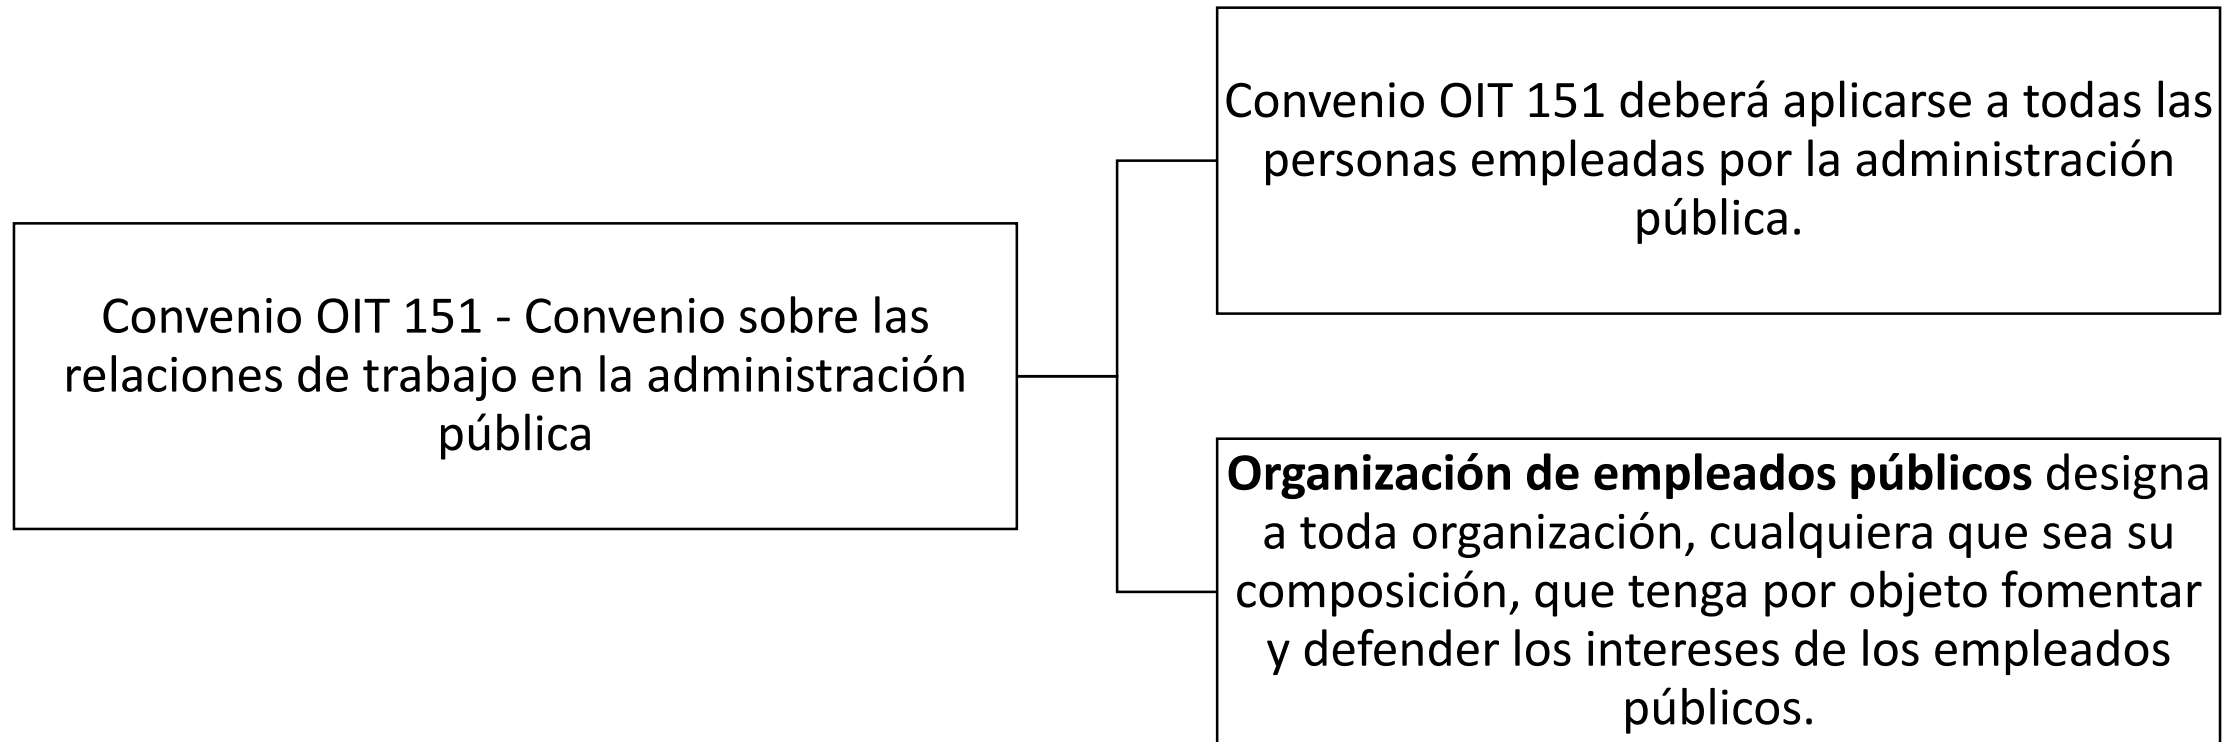 Convenio OIT 151 - Convenio sobre las
relaciones de trabajo en la administración
pública
Convenio OIT 151 deberá aplicarse a todas las
personas empleadas por la administración
pública.
Organización de empleados públicos designa
a toda organización, cualquiera que sea su
composición, que tenga por objeto fomentar
y defender los intereses de los empleados
públicos.